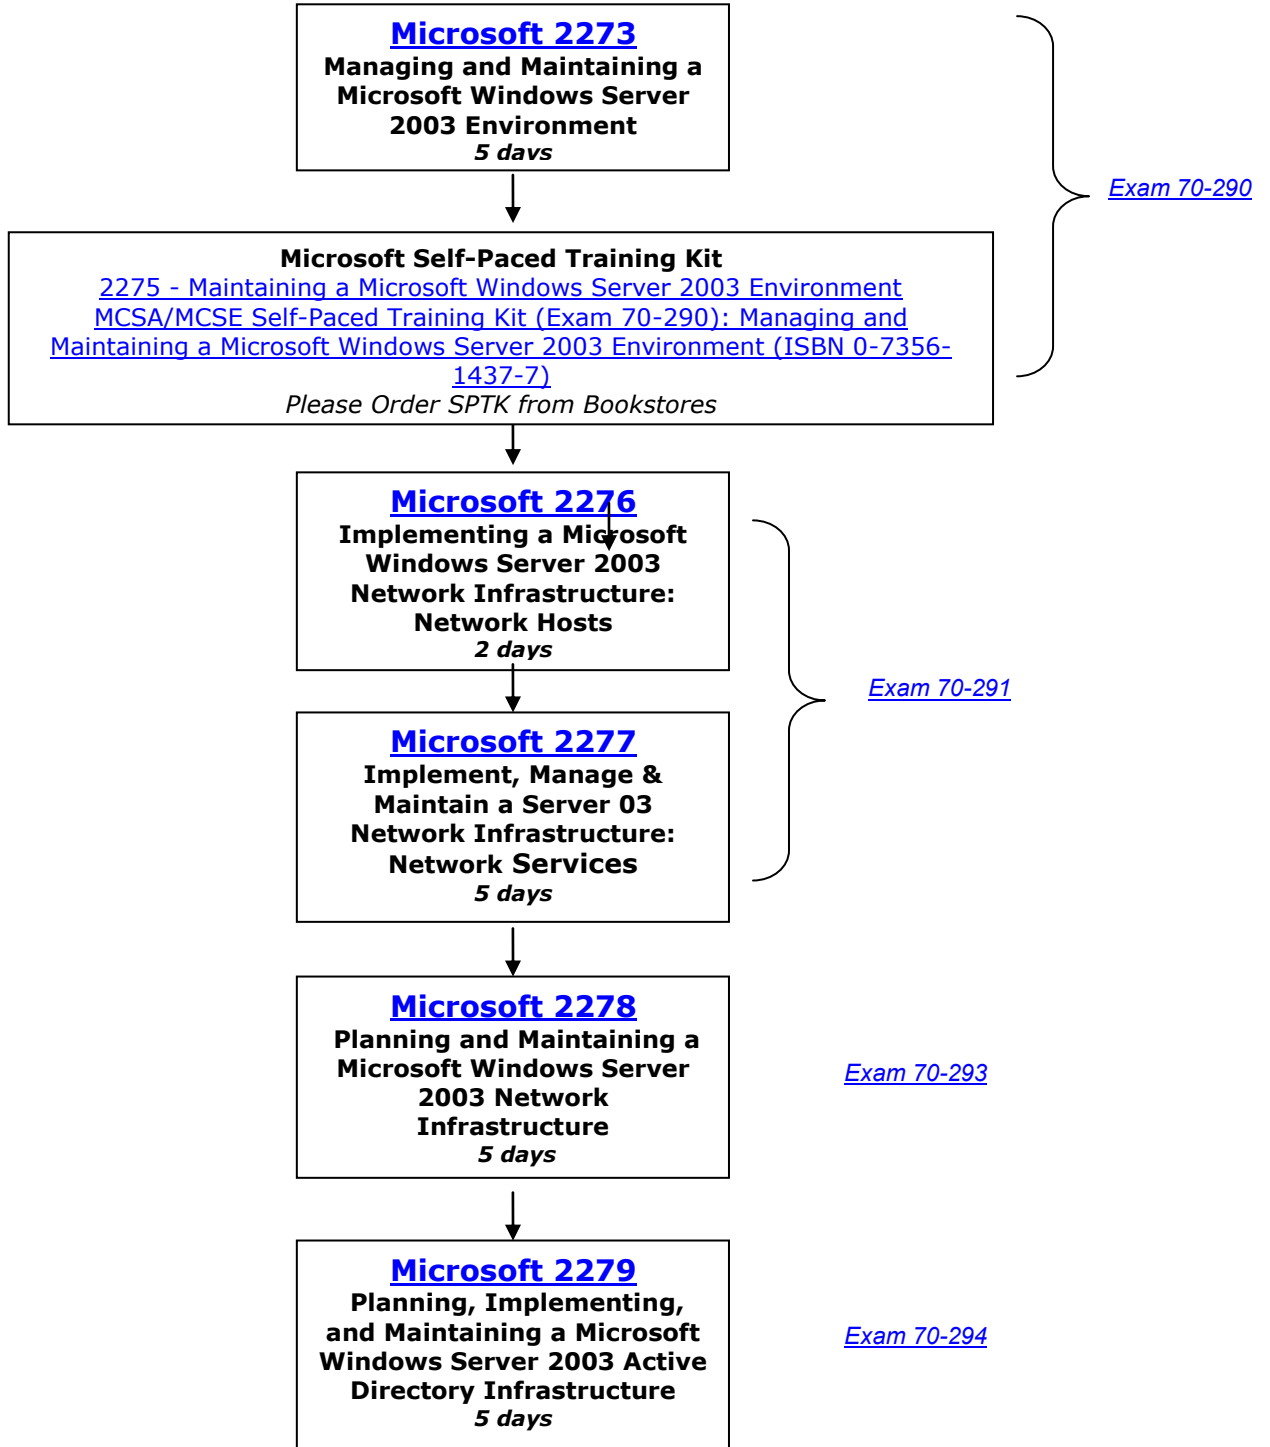 Microsoft 2273
Managing and Maintaining a
Microsoft Windows Server
2003 Environment
5 days
Exam 70-290
Microsoft Self-Paced Training Kit
2275 - Maintaining a Microsoft Windows Server 2003 Environment
MCSA/MCSE Self-Paced Training Kit (Exam 70-290): Managing and
Maintaining a Microsoft Windows Server 2003 Environment (ISBN 0-7356-
1437-7)
Please Order SPTK from Bookstores
Microsoft 2276
Implementing a Microsoft
Windows Server 2003
Network Infrastructure:
Network Hosts
2 days
Exam 70-291
Microsoft 2277
Implement, Manage &
Maintain a Server 03
Network Infrastructure:
Network Services
5 days
Microsoft 2278
Planning and Maintaining a
Microsoft Windows Server
2003 Network
Infrastructure
5 days
Exam 70-293
Microsoft 2279
Planning, Implementing,
and Maintaining a Microsoft
Windows Server 2003 Active
Directory Infrastructure
5 days
Exam 70-294